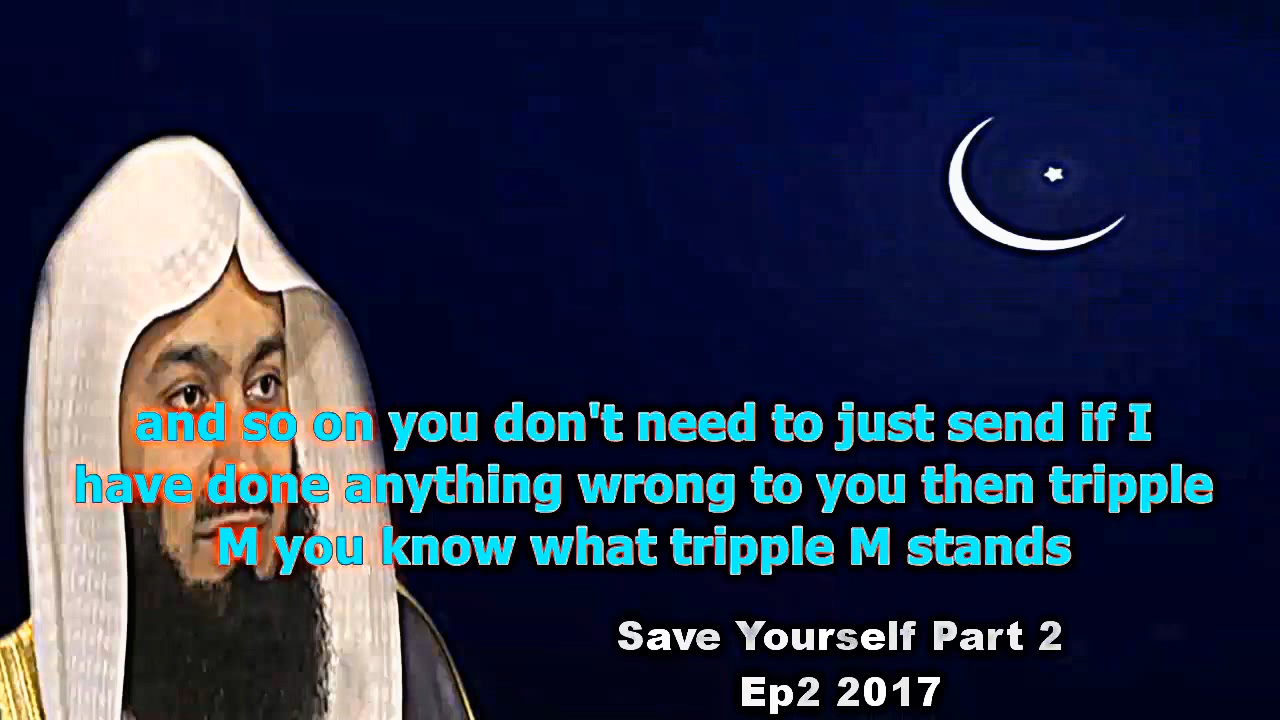 and so on you don't need to just send if I
have done anything wrong to you then tripple
M you know what tripple M stands
Save Yourself Part 2
Ep2 2017